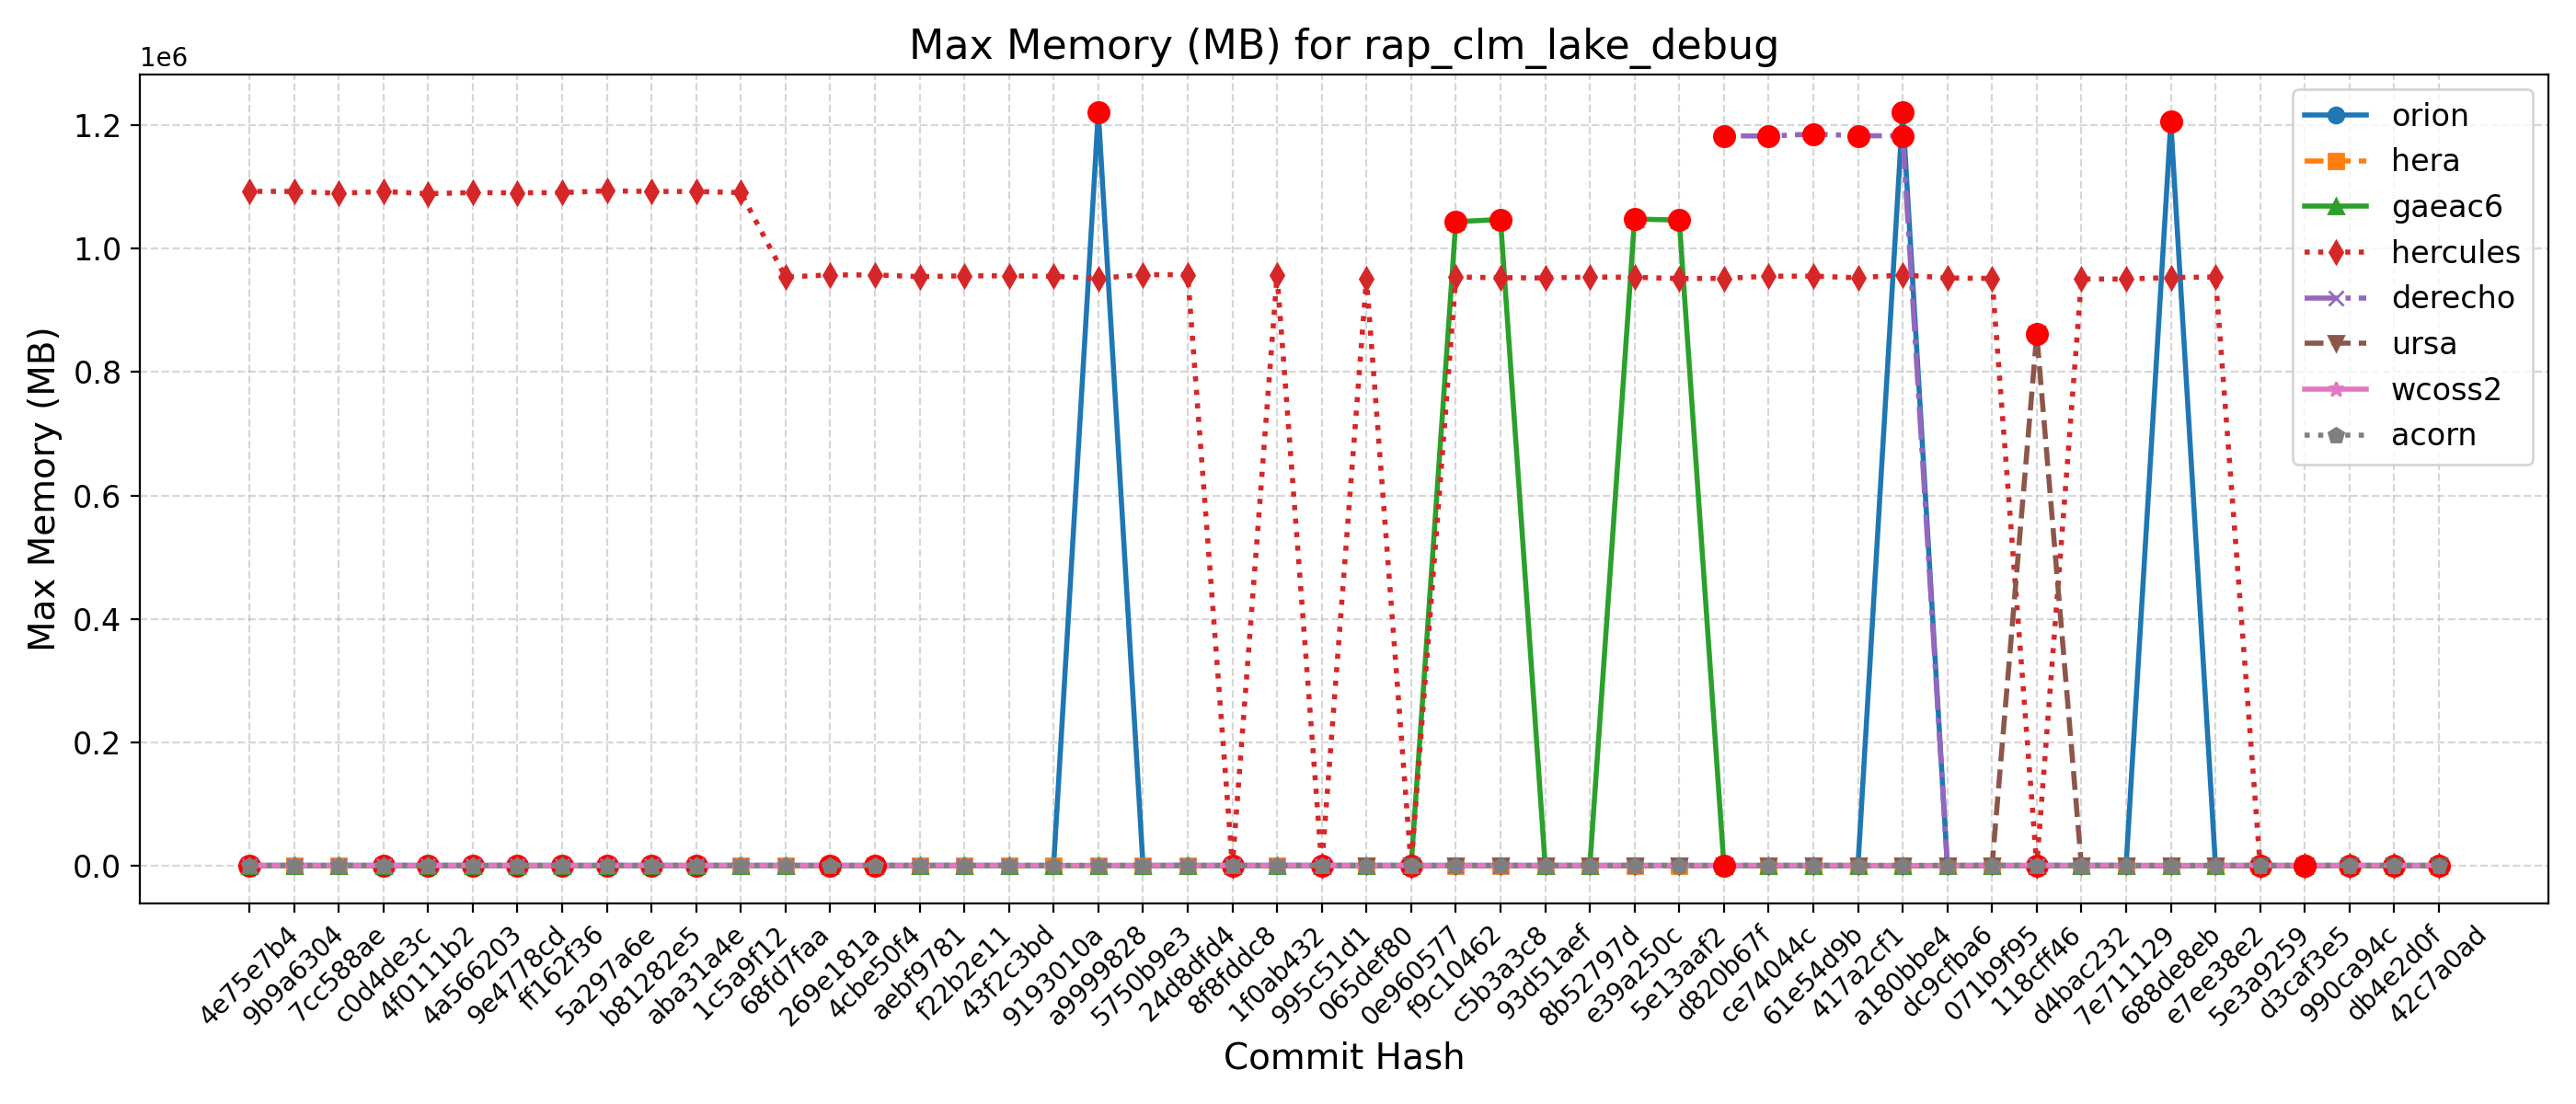 Max Memory (MB) for rap_clm_lake_debug
1e6
1.2
1.0
0.8
0.6
0.4
0.2
0.0
Max Memory (MB)
orion
hera
gaeac6
hercules
derecho
ursa
wcoss2
acorn
4e75e7b4
9b9a6304
7cc588ae
c0d4de3c
4f0111b2
4a566203
9e4778cd
ff162f36
5a297a6e
b81282e5
aba31a4e
1c5a9f12
68fd7faa
269e181a
4cbe50f4
aebf9781
f22b2e11
43f2c3bd
9193010a
a9999828
5750b9e3
24d8dfd4
8f8fddc8
1f0ab432
995c51d1
065def80
0e960577
f9c10462
c5b3a3c8
93d51aef
8b52797d
e39a250c
5e13aaf2
d820b67f
ce74044c
61e54d9b
417a2cf1
a180bbe4
dc9cfba6
071b9f95
118cff46
d4bac232
7e711129
688de8eb
e7ee38e2
5e3a9259
d3caf3e5
990ca94c
db4e2d0f
42c7a0ad
Commit Hash